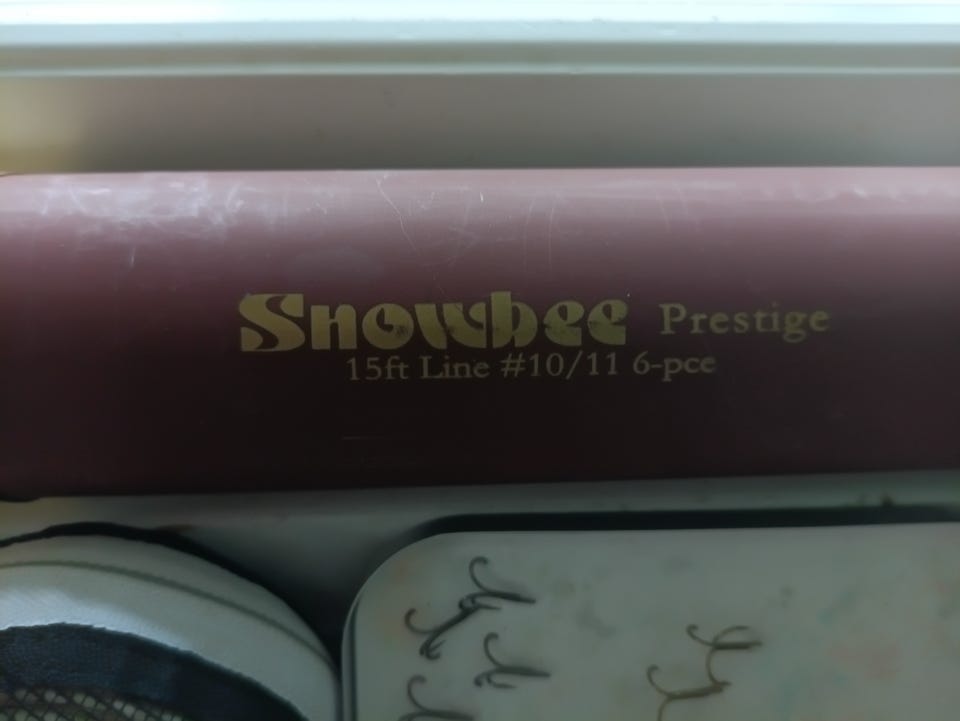 Snowbee Prestige
15ft Line #10/11 6-pce